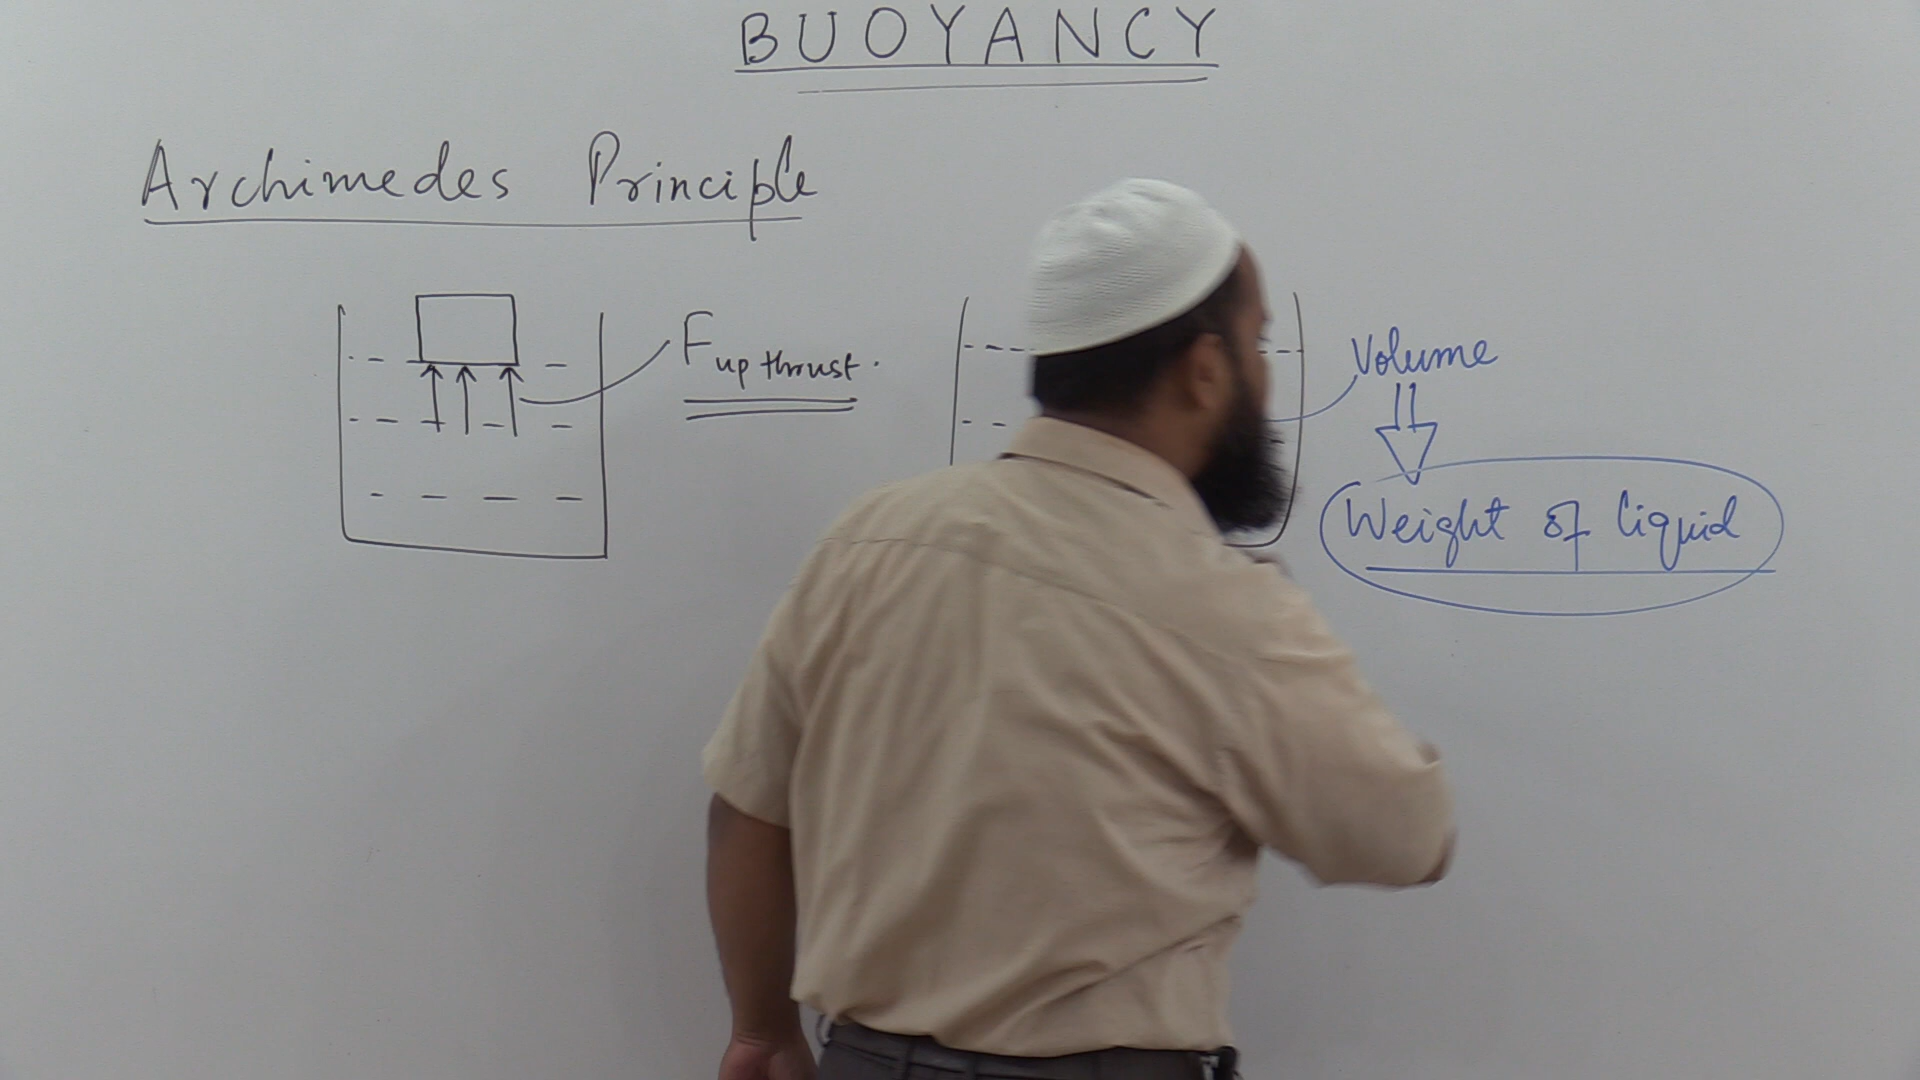 BUOYANCY
Archimedes Principle
F up thrust.
Volume
Weight of liquid